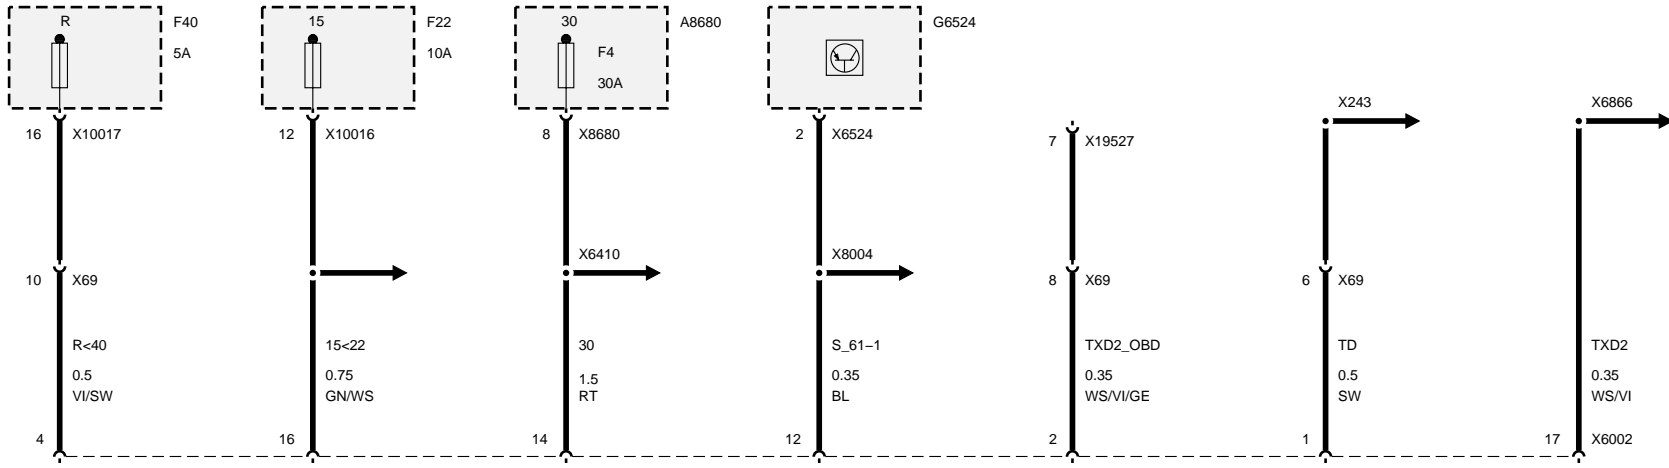 R F40 15 F22 30 A8680 G6524
5A 10A F4
30A
X243 X6866
16 X10017 12 X10016 8 X8680 2 X6524 7 X19527
X6410 X8004
10 X69 8 X69 6 X69
R<40 15<22 30 S_61−1 TXD2_OBD TD TXD2
0.5 0.75 1.5 0.35 0.35 0.5 0.35
VI/SW GN/WS RT BL WS/VI/GE SW WS/VI
4 16 14 12 2 1 17 X6002